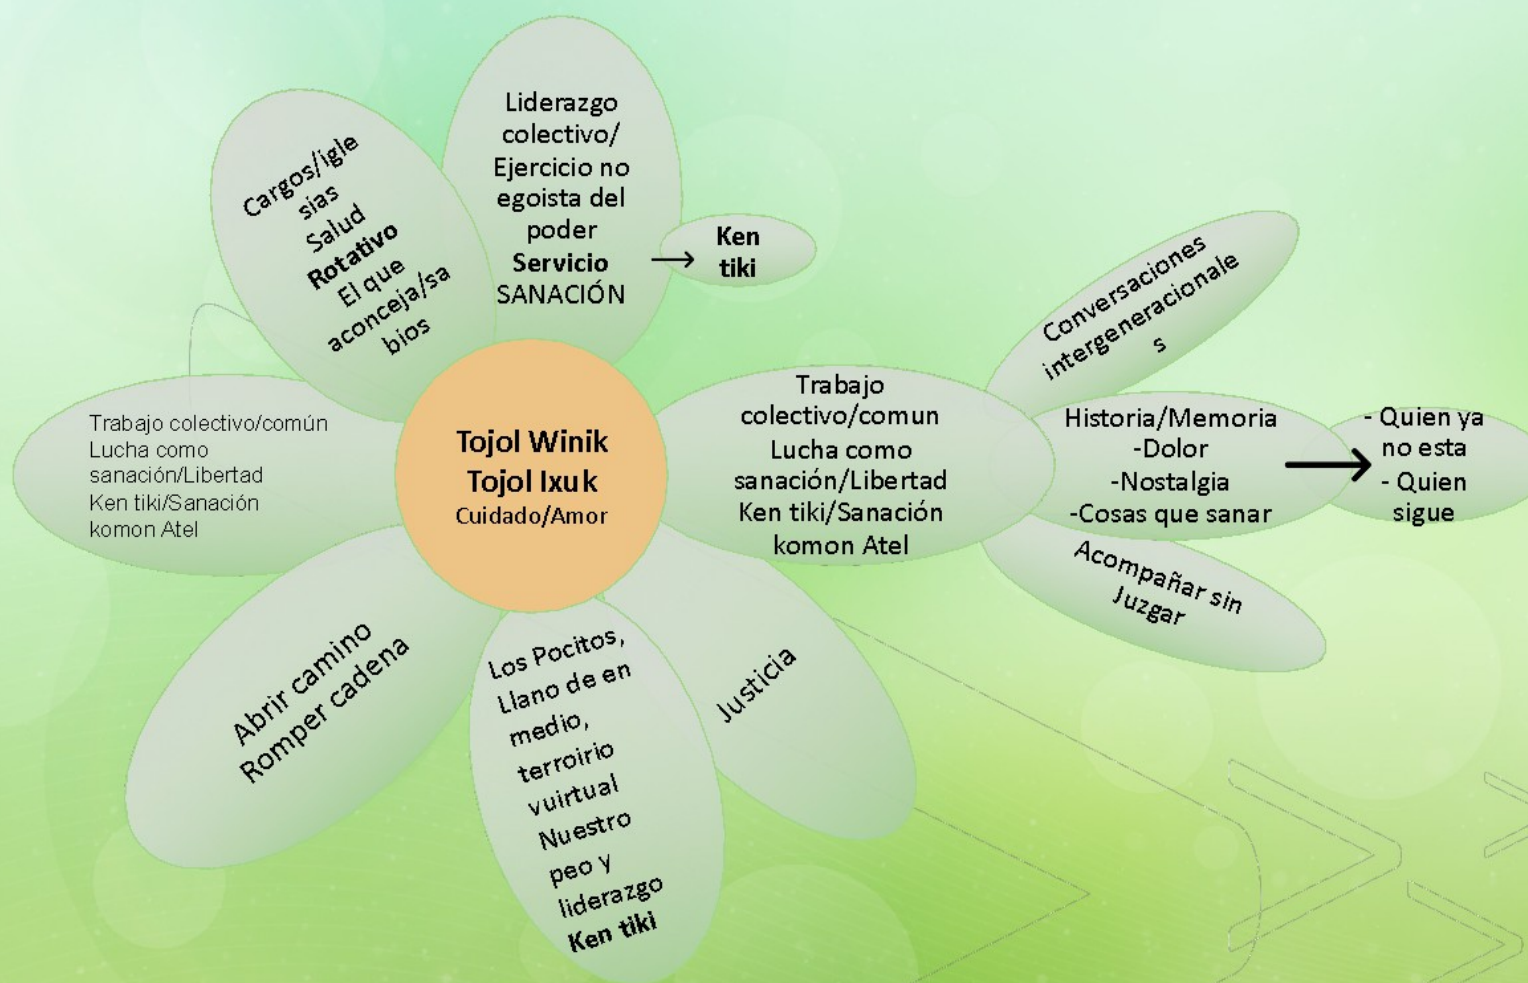 Liderazgo
colectivo/
Ejercicio no
egoista del
poder
Servicio
SANACIÓN
Ken
tiki
Cargos/igle
sias
Salud
Rotativo
El que
aconceja/sa
bios
Conversaciones
intergeneracionale
s
Trabajo colectivo/común
Lucha como
sanación/Libertad
Ken tiki/Sanación
komon Atel
Tojol Winik
Tojol Ixuk
Cuidado/Amor
Trabajo
colectivo/comun
Lucha como
sanación/Libertad
Ken tiki/Sanación
komon Atel
Historia/Memoria
-Dolor
-Nostalgia
-Cosas que sanar
- Quien ya
no esta
- Quien
sigue
Acompañar sin
Juzgar
Abrir camino
Romper cadena
Los Pocitos,
Llano de en
medio,
terroirio
vuirtual
Nuestro
peo y
liderazgo
Ken tiki
Justicia